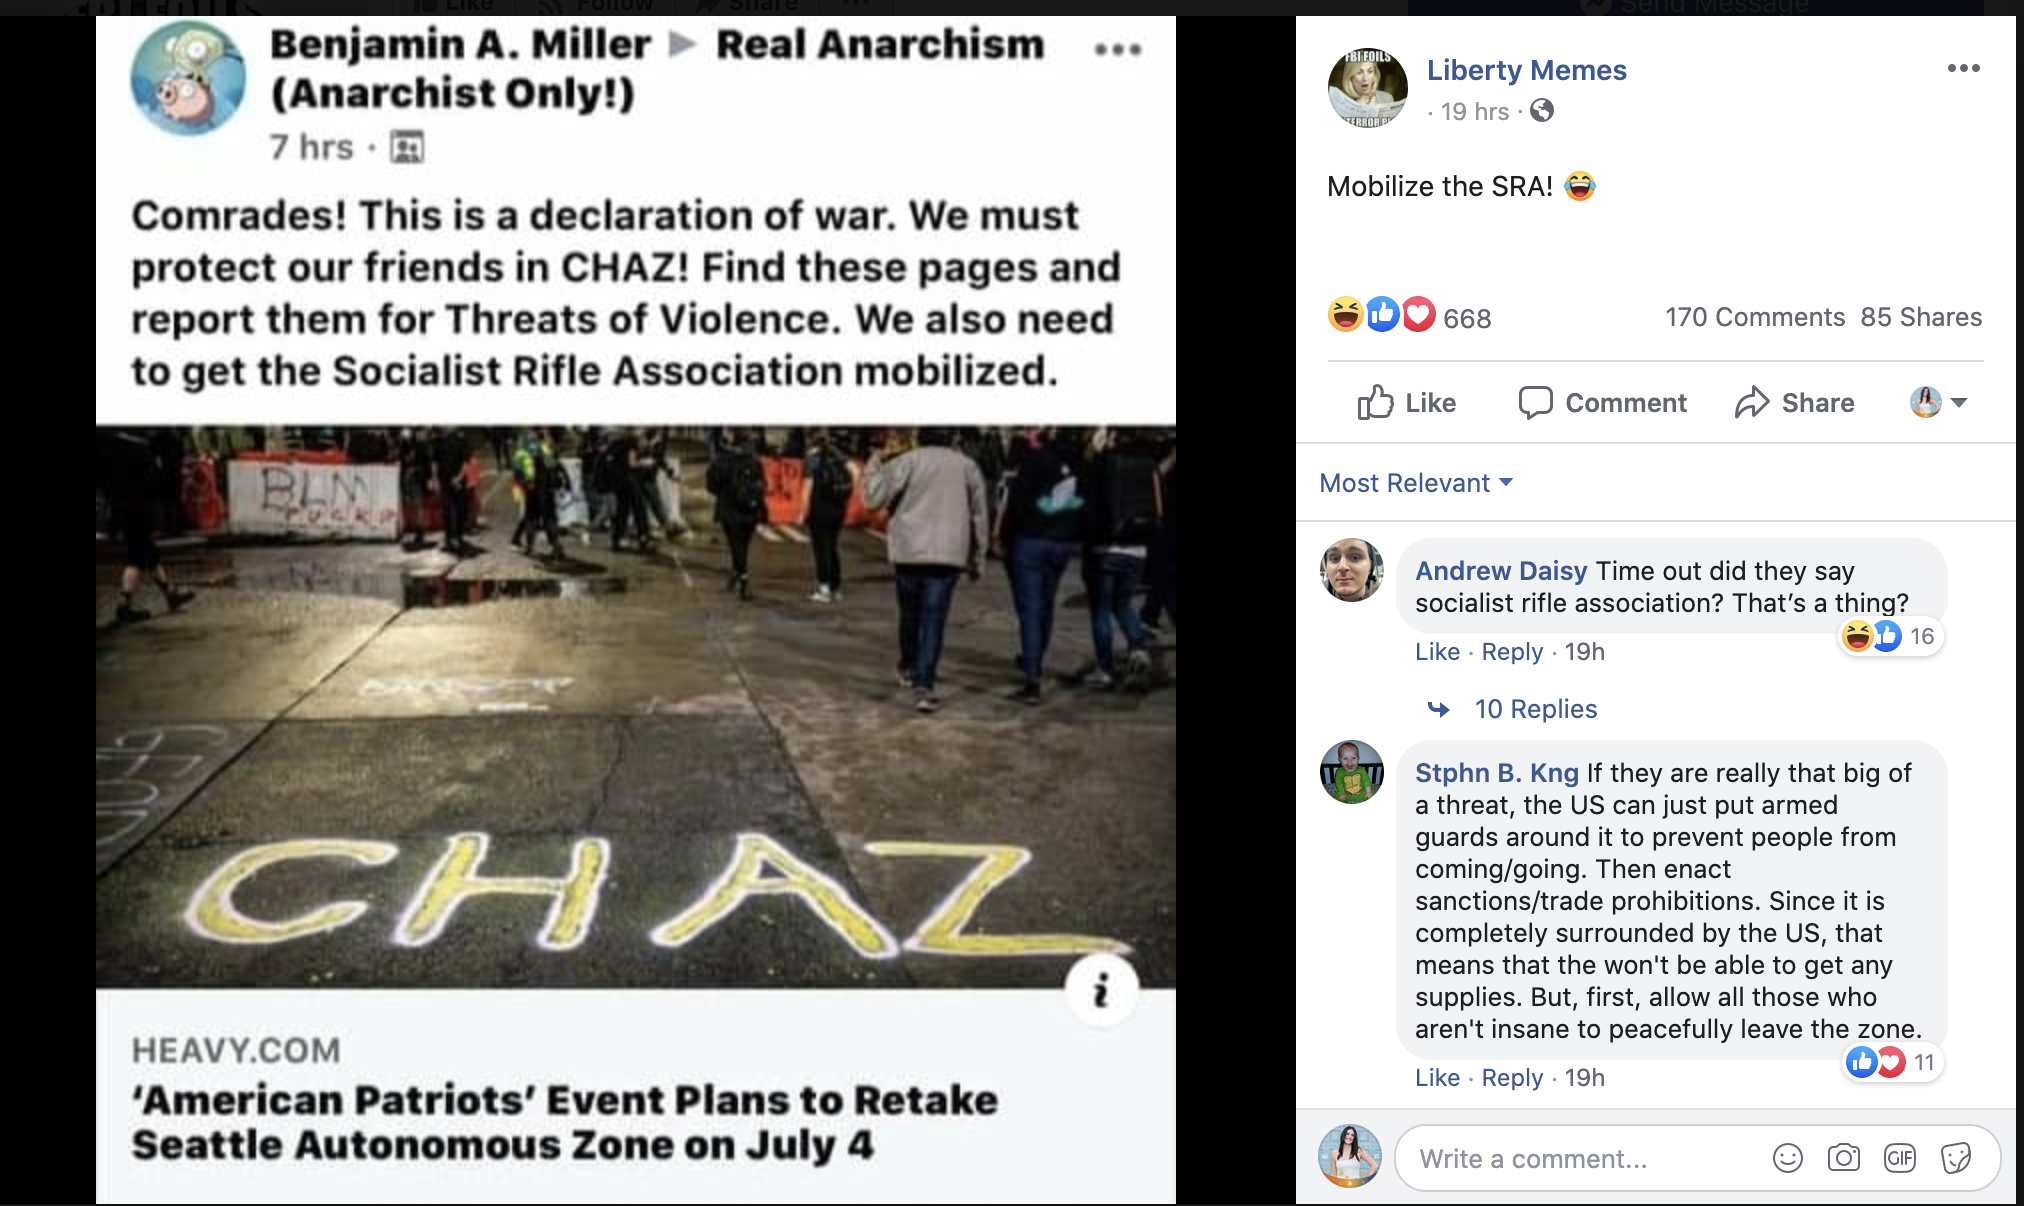 Like
Follow
Share
Send Message
Benjamin A. Miller ▶ Real Anarchism
(Anarchist Only!)
7 hrs ·
Comrades! This is a declaration of war. We must
protect our friends in CHAZ! Find these pages and
report them for Threats of Violence. We also need
to get the Socialist Rifle Association mobilized.
BLM
CHAZ
i
HEAVY.COM
‘American Patriots’ Event Plans to Retake
Seattle Autonomous Zone on July 4
FBI FOILS
Liberty Memes
· 19 hrs ·
Mobilize the SRA! 😂
668
170 Comments 85 Shares
Like
Comment
Share
Most Relevant
Andrew Daisy Time out did they say
socialist rifle association? That’s a thing?
16
Like · Reply · 19h
10 Replies
Stphn B. Kng If they are really that big of
a threat, the US can just put armed
guards around it to prevent people from
coming/going. Then enact
sanctions/trade prohibitions. Since it is
completely surrounded by the US, that
means that the won't be able to get any
supplies. But, first, allow all those who
aren't insane to peacefully leave the zone.
11
Like · Reply · 19h
Write a comment...
GIF